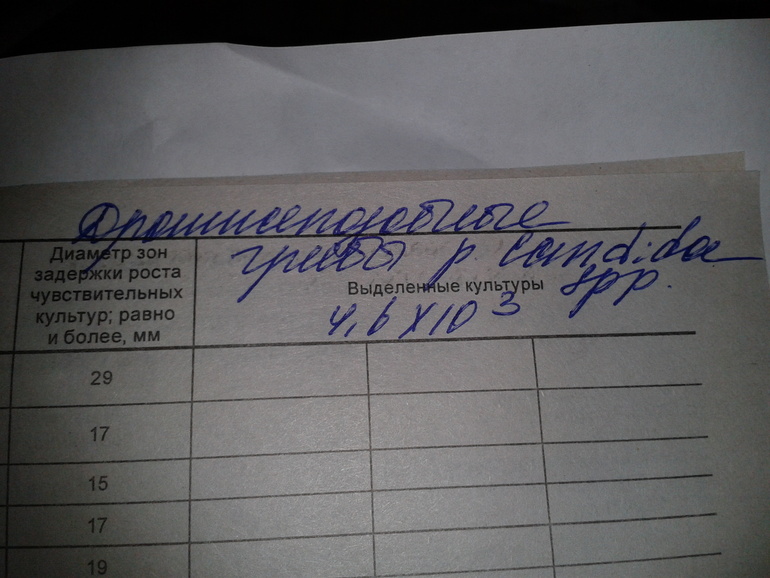 Дрожжеподобные
грибы р Candida
spp.
4,6 x 10 3
Диаметр зон
задержки роста
чувствительных
культур; равно
и более, мм
Выделенные культуры
29
17
15
17
19